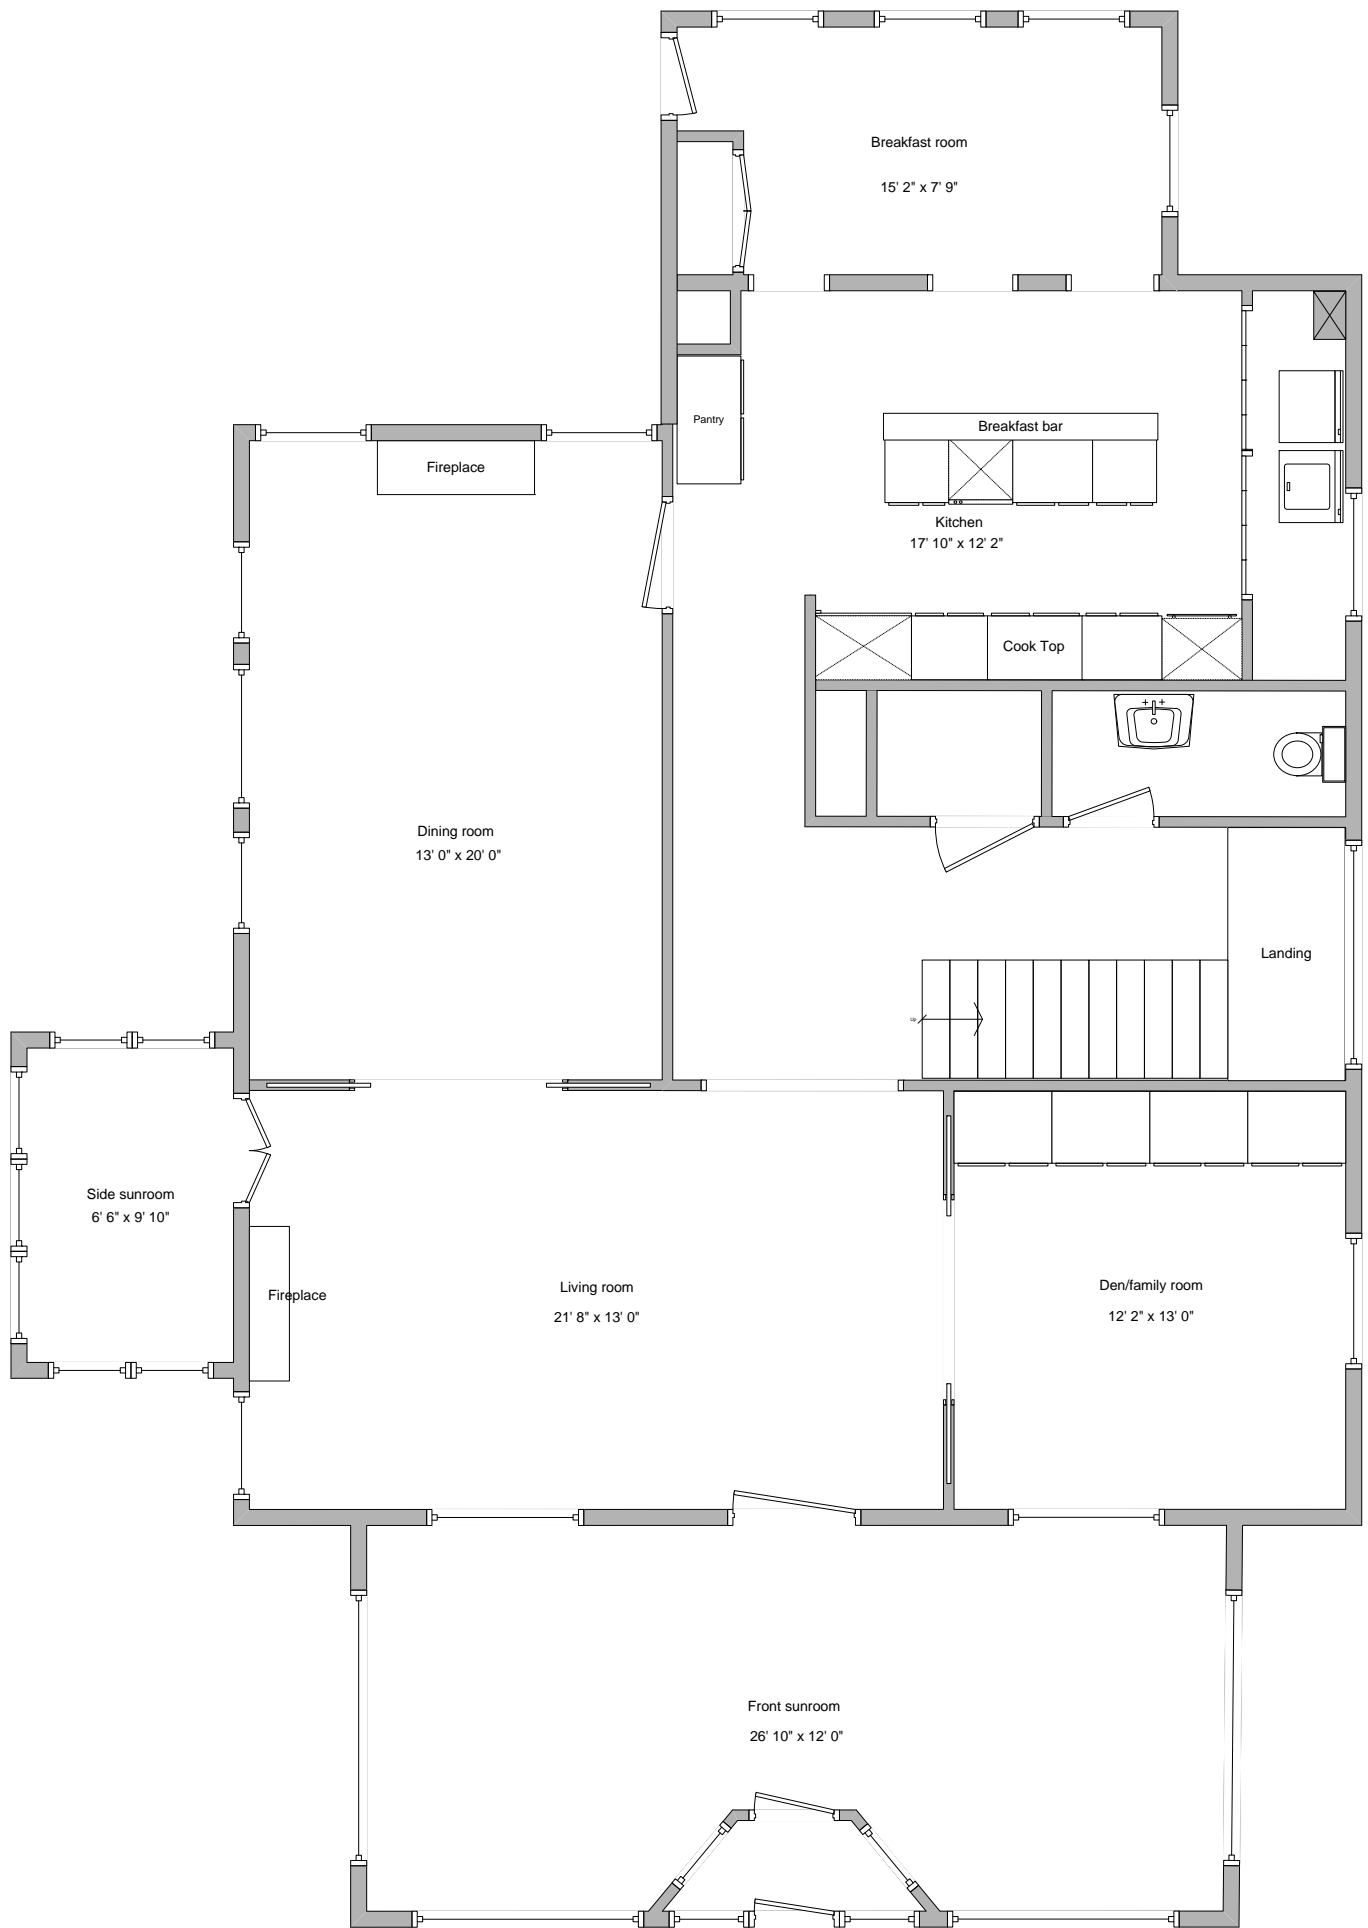 Breakfast room
15' 2" x 7' 9"
Pantry
Breakfast bar
Fireplace
Kitchen
17' 10" x 12' 2"
Cook Top
Dining room
13' 0" x 20' 0"
Landing
Up
Side sunroom
6' 6" x 9' 10"
Fireplace
Living room
21' 8" x 13' 0"
Den/family room
12' 2" x 13' 0"
Front sunroom
26' 10" x 12' 0"